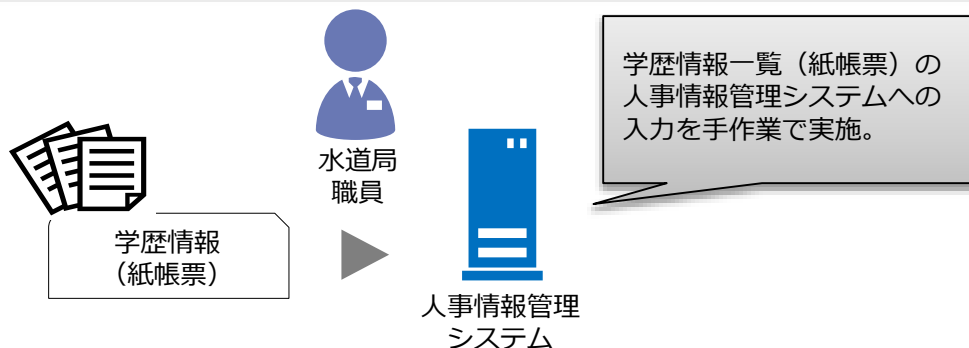 水道局
職員
学歴情報一覧（紙帳票）の
人事情報管理システムへの
入力を手作業で実施。
学歴情報
（紙帳票）
人事情報管理
システム